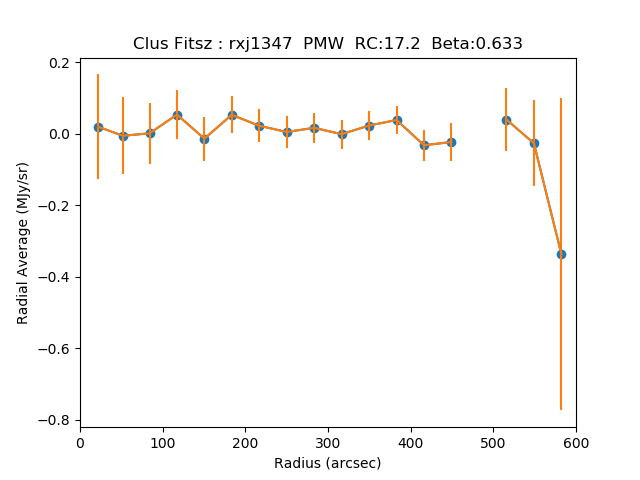 Clus Fitsz : rxj1347  PMW  RC:17.2  Beta:0.633
0.2
0.0
−0.2
−0.4
−0.6
−0.8
Radial Average (MJy/sr)
0 100 200 300 400 500 600
Radius (arcsec)